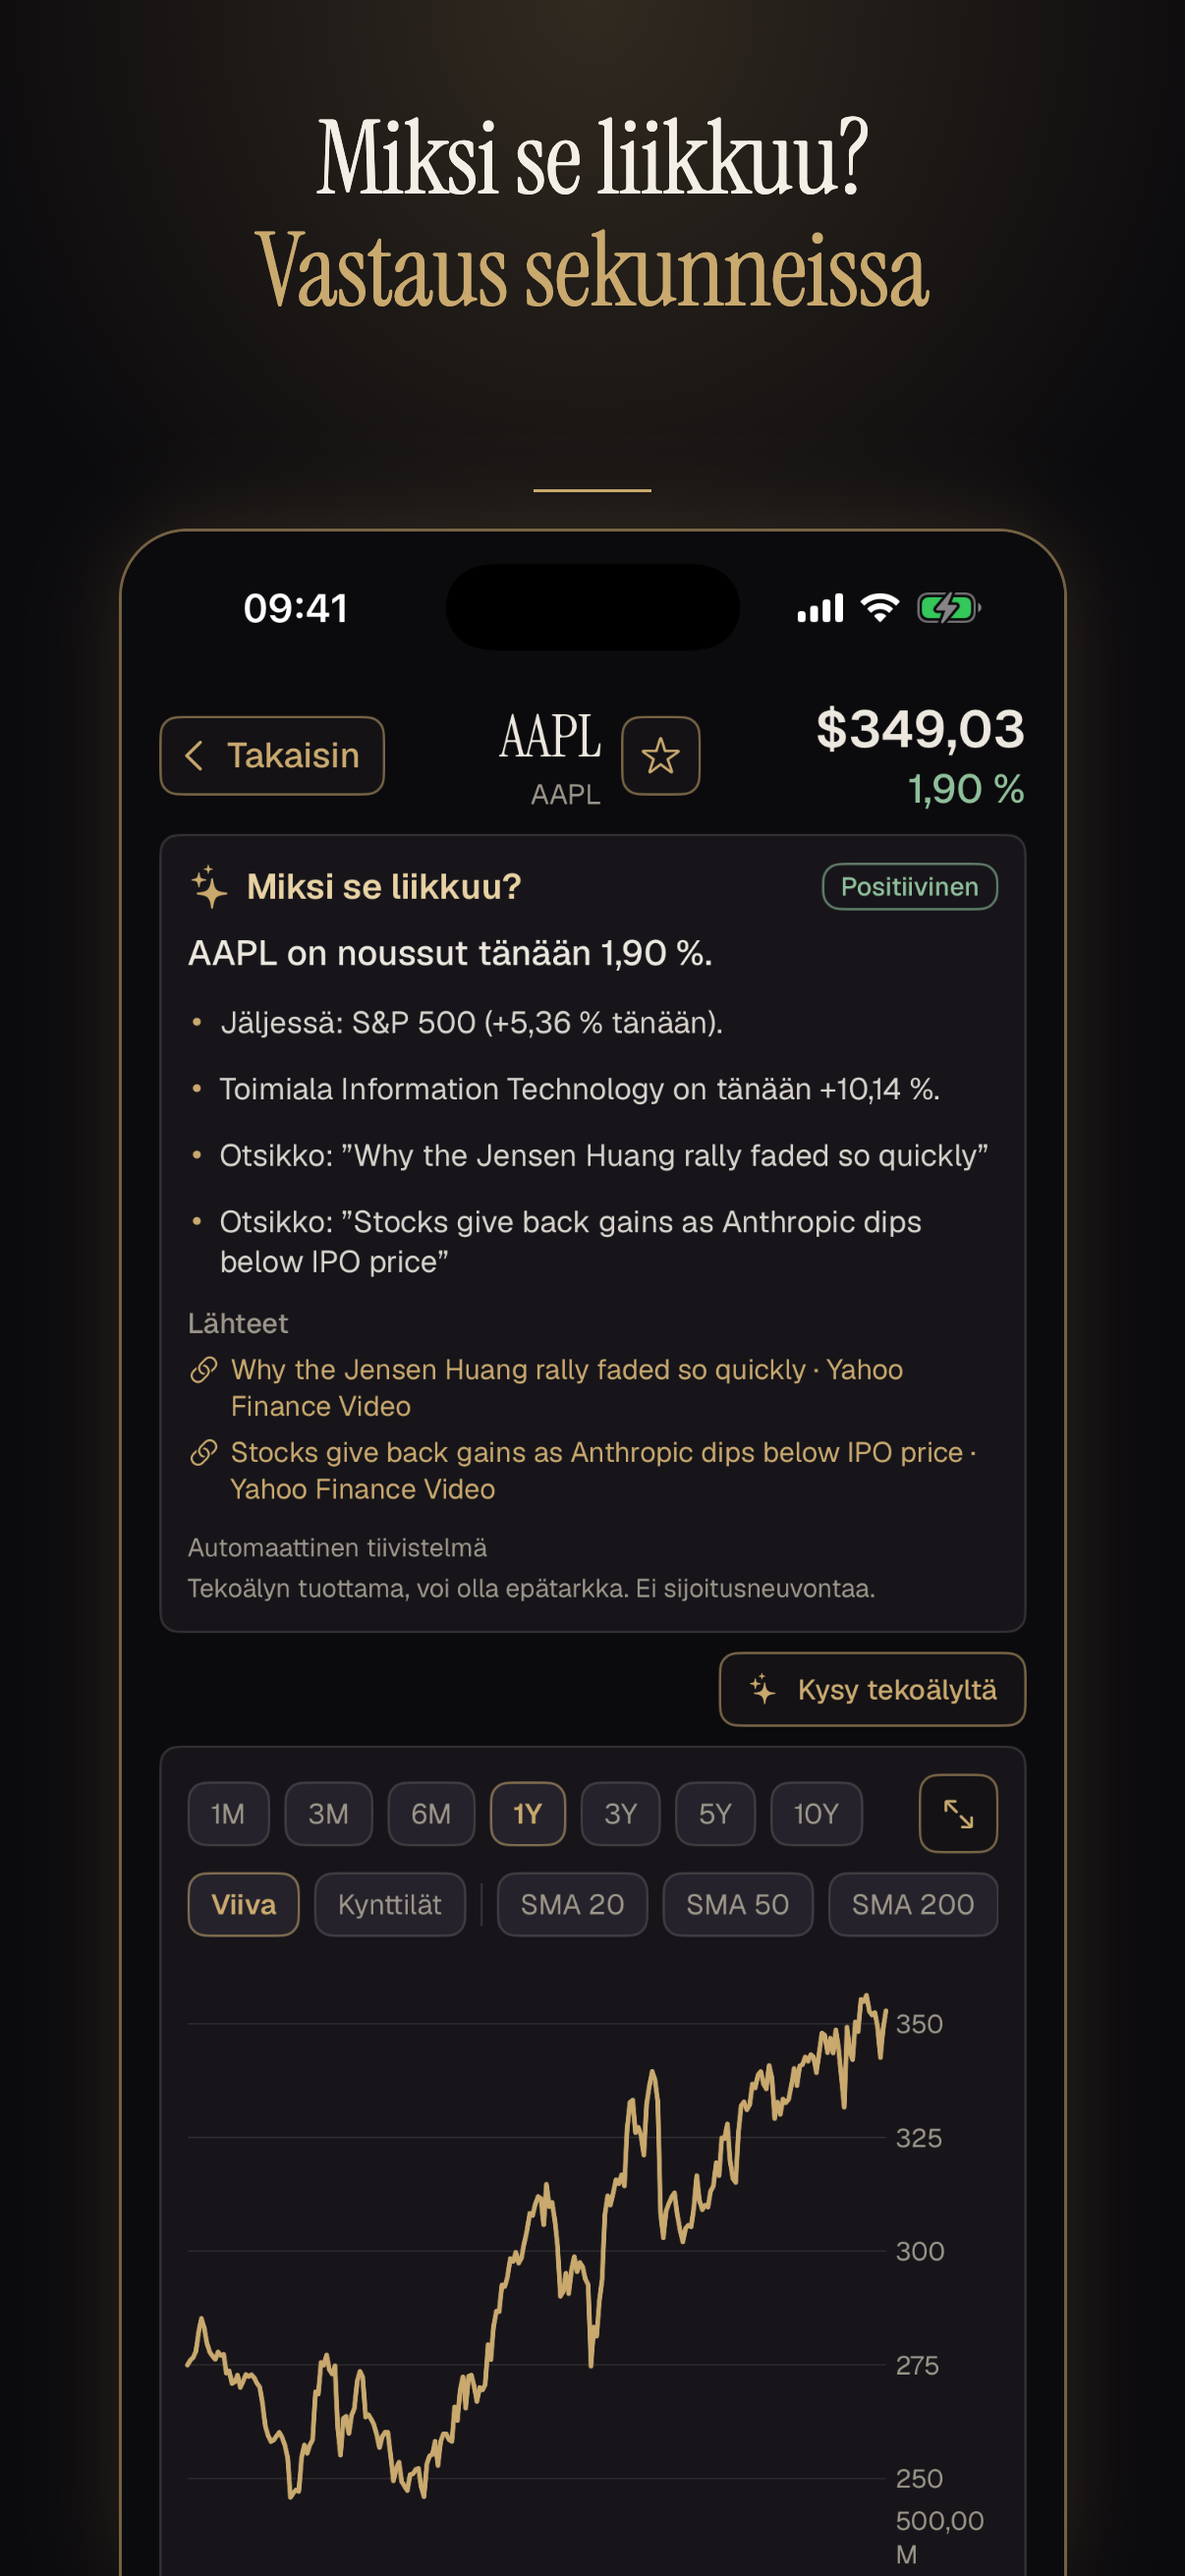 Miksi se liikkuu?
Vastaus sekunneissa
09:41
Takaisin
AAPL
AAPL
$349,03
1,90 %
Miksi se liikkuu?
Positiivinen
AAPL on noussut tänään 1,90 %.
• Jäljessä: S&P 500 (+5,36 % tänään).
• Toimiala Information Technology on tänään +10,14 %.
• Otsikko: ”Why the Jensen Huang rally faded so quickly”
• Otsikko: ”Stocks give back gains as Anthropic dips
below IPO price”
Lähteet
Why the Jensen Huang rally faded so quickly · Yahoo
Finance Video
Stocks give back gains as Anthropic dips below IPO price ·
Yahoo Finance Video
Automaattinen tiivistelmä
Tekoälyn tuottama, voi olla epätarkka. Ei sijoitusneuvontaa.
Kysy tekoälyltä
1M 3M 6M 1Y 3Y 5Y 10Y
Viiva Kynttilät SMA 20 SMA 50 SMA 200
350
325
300
275
250
500,00
M